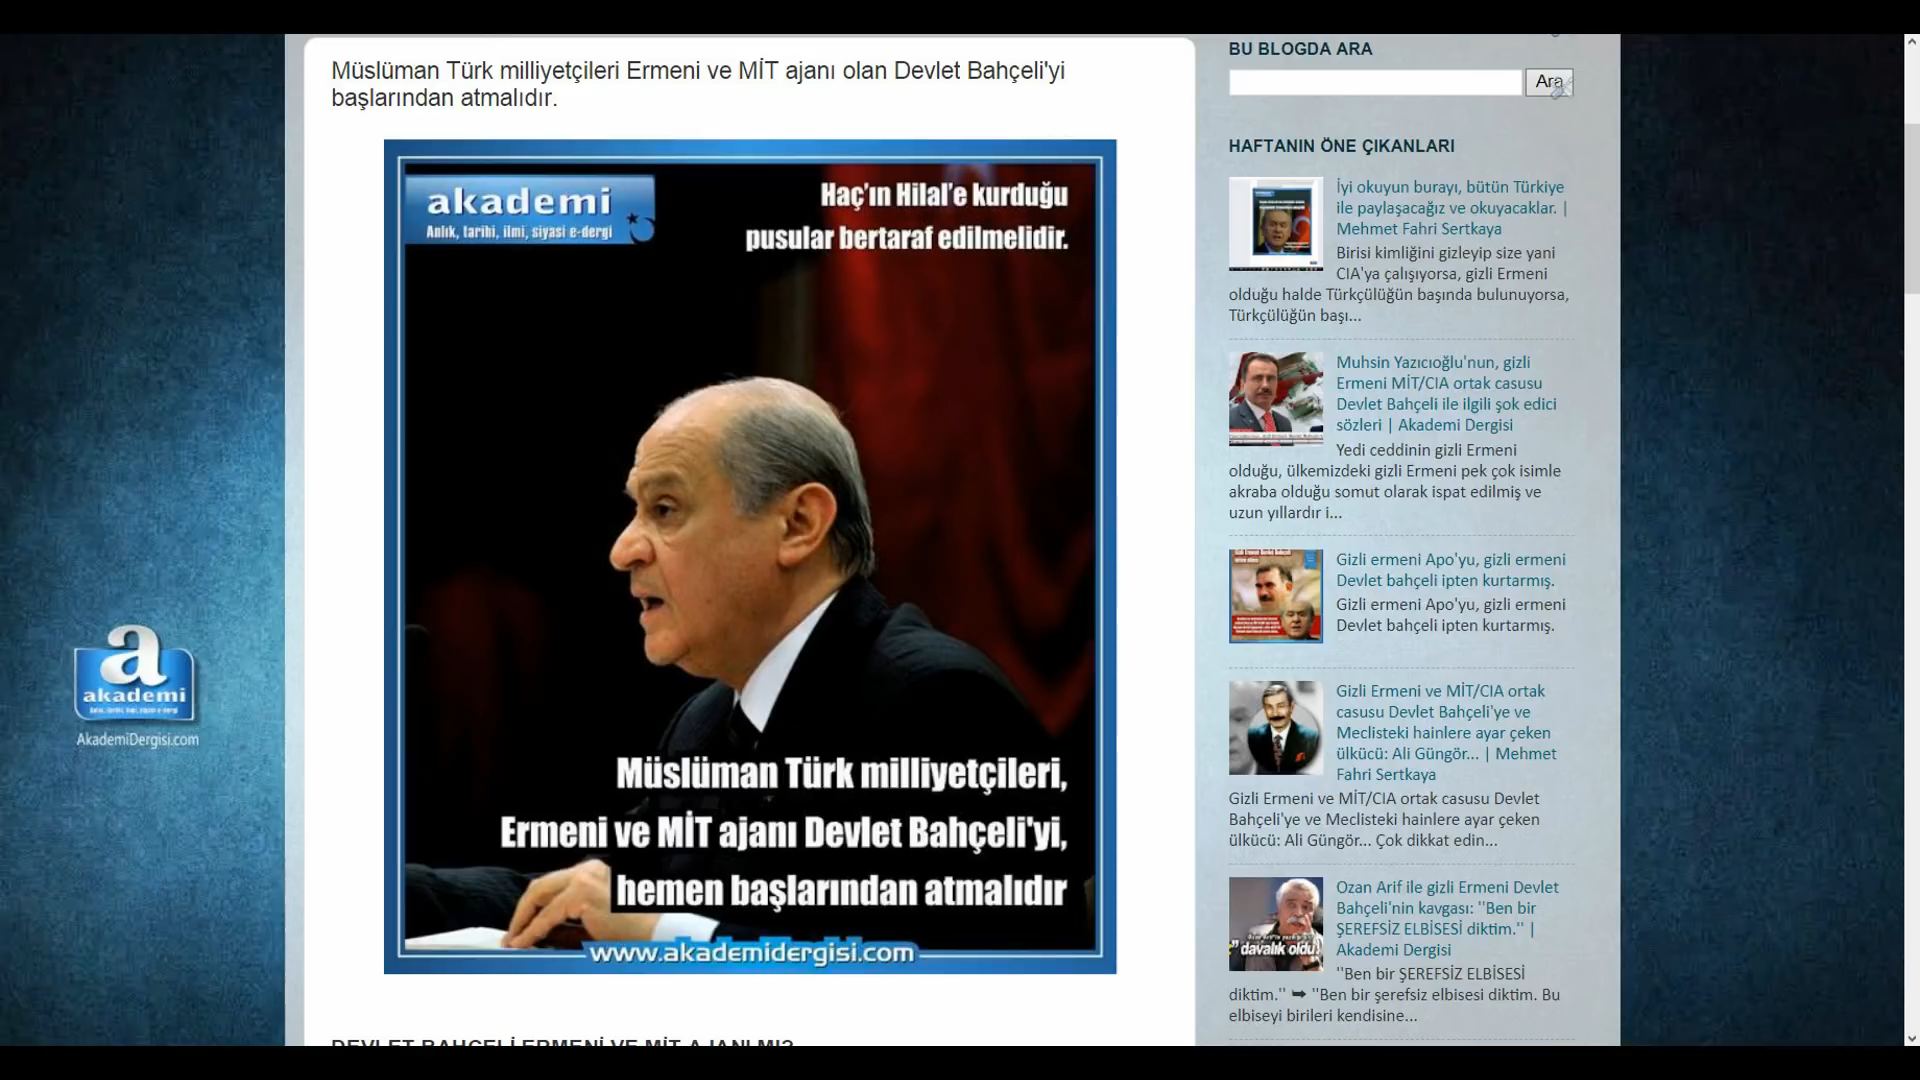 Müslüman Türk milliyetçileri Ermeni ve MİT ajanı olan Devlet Bahçeli'yi
başlarından atmalıdır.
akademi
Anlık, tarihi, ilmi, siyasi e-dergi
Haç'ın Hilal'e kurduğu
pusular bertaraf edilmelidir.
Müslüman Türk milliyetçileri,
Ermeni ve MİT ajanı Devlet Bahçeli'yi,
hemen başlarından atmalıdır
www.akademidergisi.com
DEVLET BAHÇELİ ERMENİ VE MİT AJANI MI?
a
akademi
AkademiDergisi.com
BU BLOGDA ARA
Ara
HAFTANIN ÖNE ÇIKANLARI
İyi okuyun burayı, bütün Türkiye
ile paylaşacağız ve okuyacaklar. |
Mehmet Fahri Sertkaya
Birisi kimliğini gizleyip size yani
CIA'ya çalışıyorsa, gizli Ermeni
olduğu halde Türkçülüğün başında bulunuyorsa,
Türkçülüğün başı...
Muhsin Yazıcıoğlu'nun, gizli
Ermeni MİT/CIA ortak casusu
Devlet Bahçeli ile ilgili şok edici
sözleri | Akademi Dergisi
Yedi ceddinin gizli Ermeni
olduğu, ülkemizdeki gizli Ermeni pek çok isimle
akraba olduğu somut olarak ispat edilmiş ve
uzun yıllardır i...
Gizli ermeni Apo'yu, gizli ermeni
Devlet bahçeli ipten kurtarmış.
Gizli ermeni Apo'yu, gizli ermeni
Devlet bahçeli ipten kurtarmış.
Gizli Ermeni ve MİT/CIA ortak
casusu Devlet Bahçeli'ye ve
Meclisteki hainlere ayar çeken
ülkücü: Ali Güngör... | Mehmet
Fahri Sertkaya
Gizli Ermeni ve MİT/CIA ortak casusu Devlet
Bahçeli'ye ve Meclisteki hainlere ayar çeken
ülkücü: Ali Güngör... Çok dikkat edin...
davalık oldu!
Ozan Arif ile gizli Ermeni Devlet
Bahçeli'nin kavgası: ''Ben bir
ŞEREFSİZ ELBİSESİ diktim.'' |
Akademi Dergisi
''Ben bir ŞEREFSİZ ELBİSESİ
diktim.'' ➥ ''Ben bir şerefsiz elbisesi diktim. Bu
elbiseyi birileri kendisine...